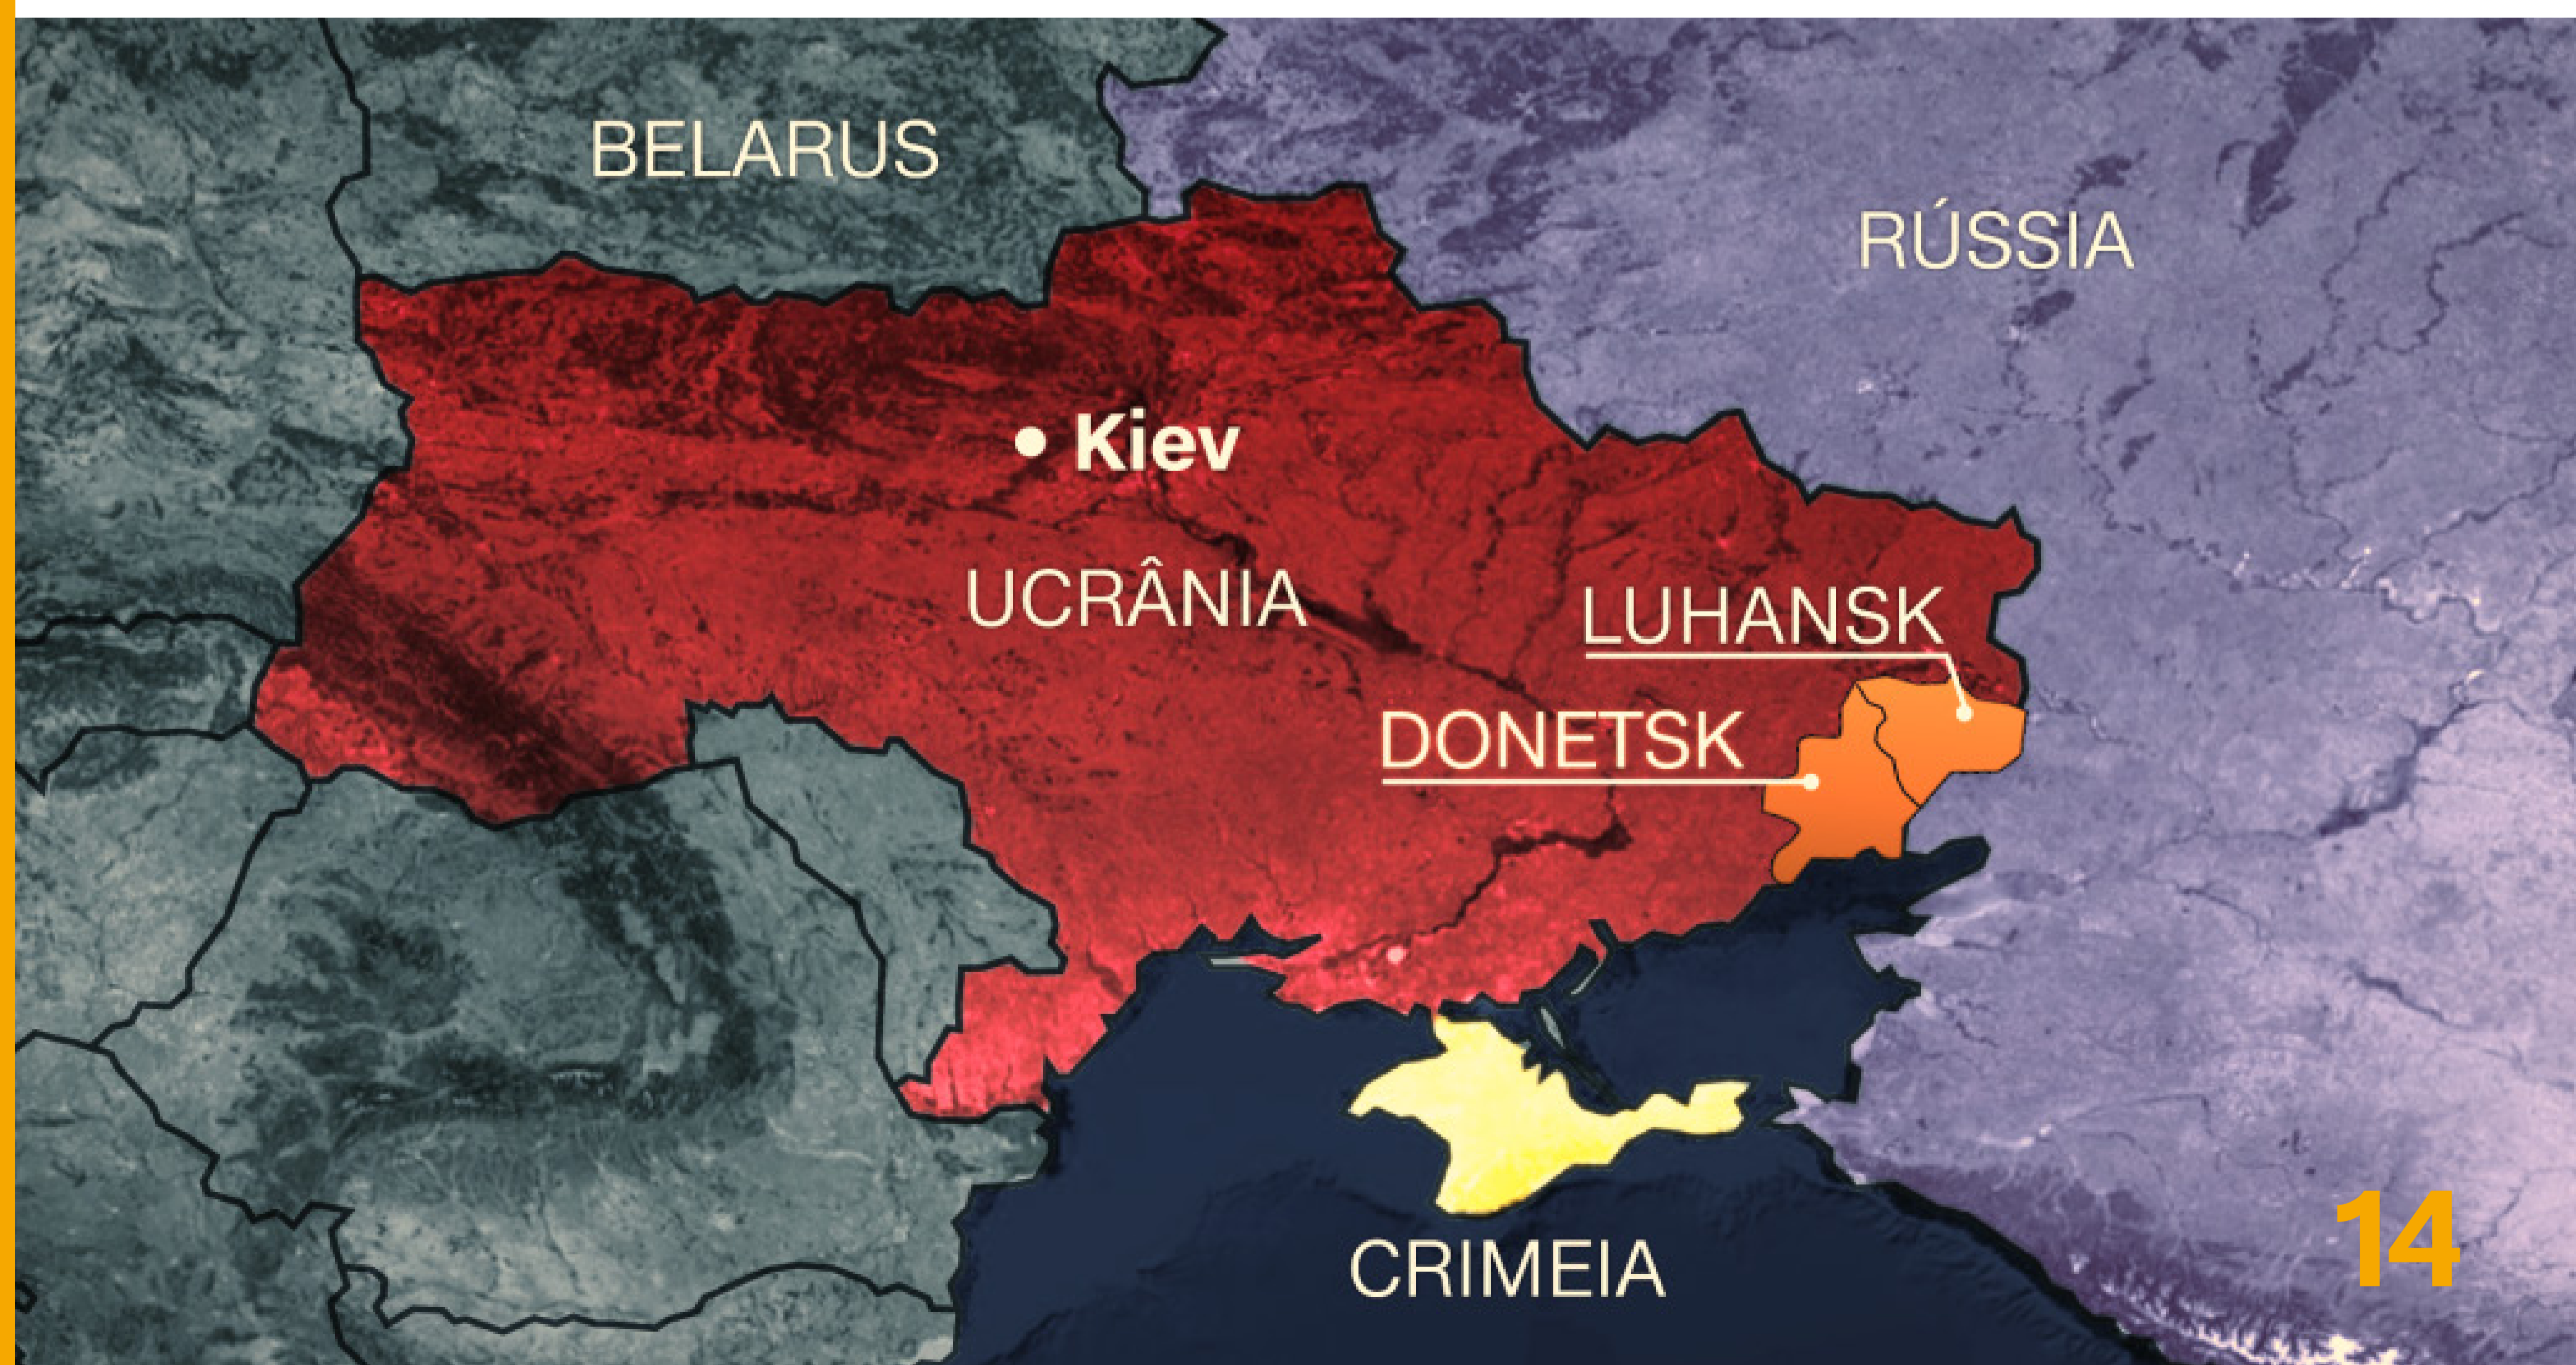 BELARUS
RÚSSIA
Kiev
UCRÂNIA
LUHANSK
DONETSK
CRIMEIA
14